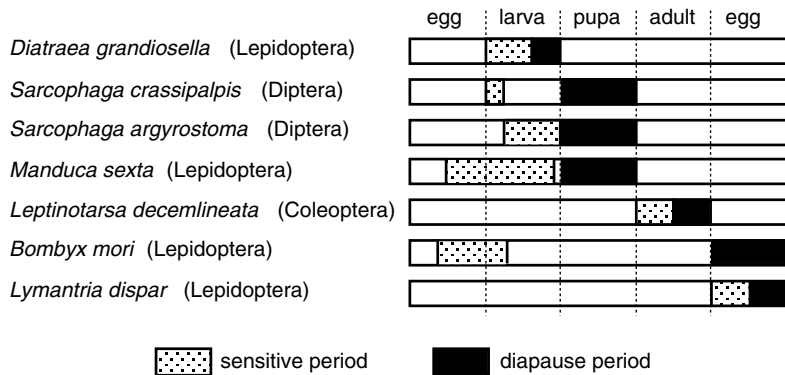 egg larva pupa adult egg
Diatraea grandiosella (Lepidoptera)
Sarcophaga crassipalpis (Diptera)
Sarcophaga argyrostoma (Diptera)
Manduca sexta (Lepidoptera)
Leptinotarsa decemlineata (Coleoptera)
Bombyx mori (Lepidoptera)
Lymantria dispar (Lepidoptera)
sensitive period diapause period